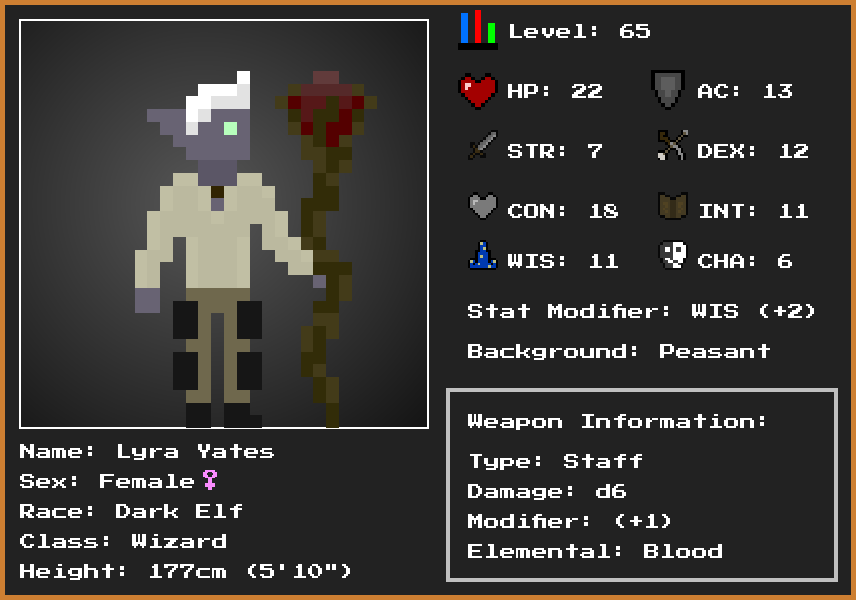 Level: 65
HP: 22 AC: 13
STR: 7 DEX: 12
CON: 18 INT: 11
WIS: 11 CHA: 6
Stat Modifier: WIS (+2)
Background: Peasant
Weapon Information:
Type: Staff
Damage: d6
Modifier: (+1)
Elemental: Blood
Name: Lyra Yates
Sex: Female♀
Race: Dark Elf
Class: Wizard
Height: 177cm (5'10")